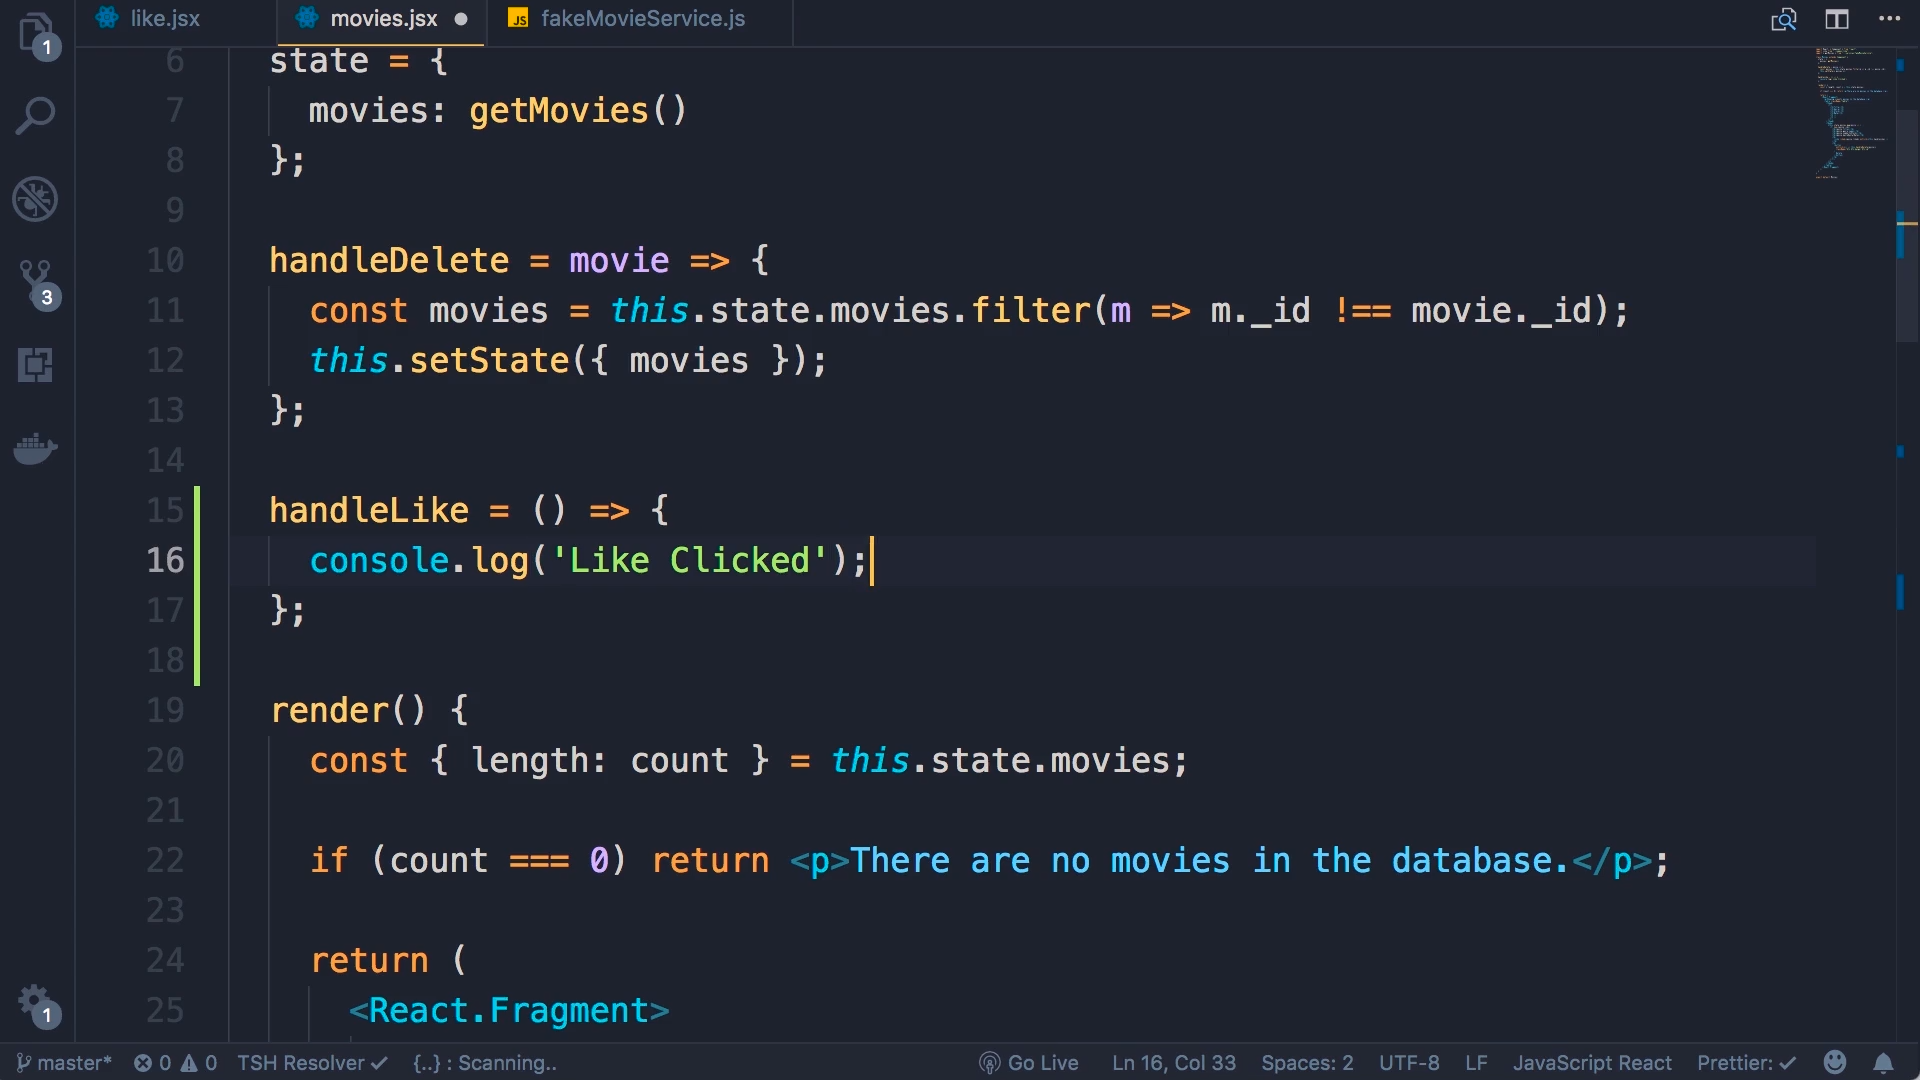 like.jsx movies.jsx fakeMovieService.js
1
6 state = {
7 movies: getMovies()
8 };
9
10 handleDelete = movie => {
11 const movies = this.state.movies.filter(m => m._id !== movie._id);
3
12 this.setState({ movies });
13 };
14
15 handleLike = () => {
16 console.log('Like Clicked');
17 };
18
19 render() {
20 const { length: count } = this.state.movies;
21
22 if (count === 0) return <p>There are no movies in the database.</p>;
23
24 return (
25 <React.Fragment>
1
master* 0 0 TSH Resolver {..} : Scanning.. Go Live Ln 16, Col 33 Spaces: 2 UTF-8 LF JavaScript React Prettier: